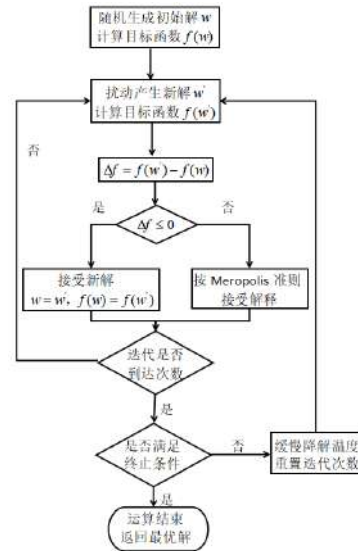 随机生成初始解 w
计算目标函数 f(w)
扰动产生新解 w'
计算目标函数 f(w')
否
Δf = f(w') − f(w)
是
否
Δf ≤ 0
接受新解
w = w', f(w) = f(w')
按 Meropolis 准则
接受解释
迭代是否
到达次数
是
是否满足
终止条件
否
缓慢降解温度
重置迭代次数
是
运算结束
返回最优解